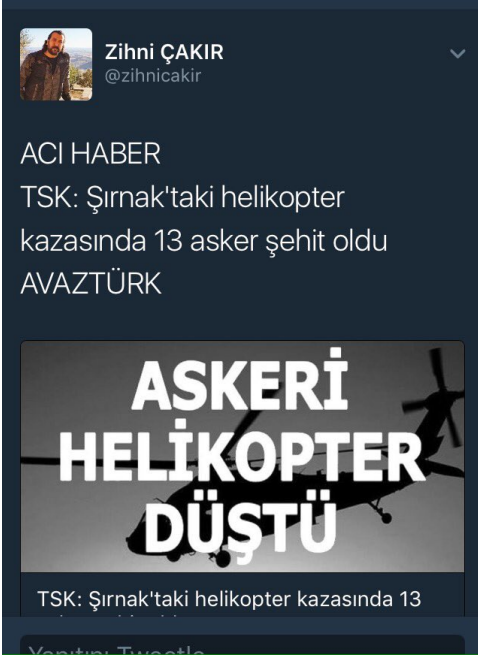 Zihni ÇAKIR
@zihnicakir
ACI HABER
TSK: Şırnak'taki helikopter
kazasında 13 asker şehit oldu
AVAZTÜRK
ASKERİ
HELİKOPTER
DÜŞTÜ
TSK: Şırnak'taki helikopter kazasında 13